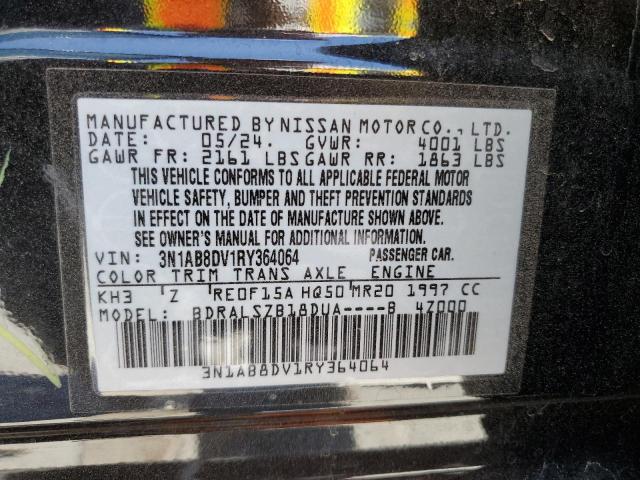 MANUFACTURED BY NISSAN MOTOR CO., LTD.
DATE: 05/24. GVWR: 4001 LBS
GAWR FR: 2161 LBS GAWR RR: 1863 LBS
THIS VEHICLE CONFORMS TO ALL APPLICABLE FEDERAL MOTOR
VEHICLE SAFETY, BUMPER AND THEFT PREVENTION STANDARDS
IN EFFECT ON THE DATE OF MANUFACTURE SHOWN ABOVE.
SEE OWNER'S MANUAL FOR ADDITIONAL INFORMATION.
VIN: 3N1AB8DV1RY364064 PASSENGER CAR.
COLOR TRIM TRANS AXLE ENGINE
KH3 Z RE0F15A HQ50 MR20 1997 CC
MODEL: BDRALSZB18DUA----B 4Z000
3N1AB8DV1RY364064